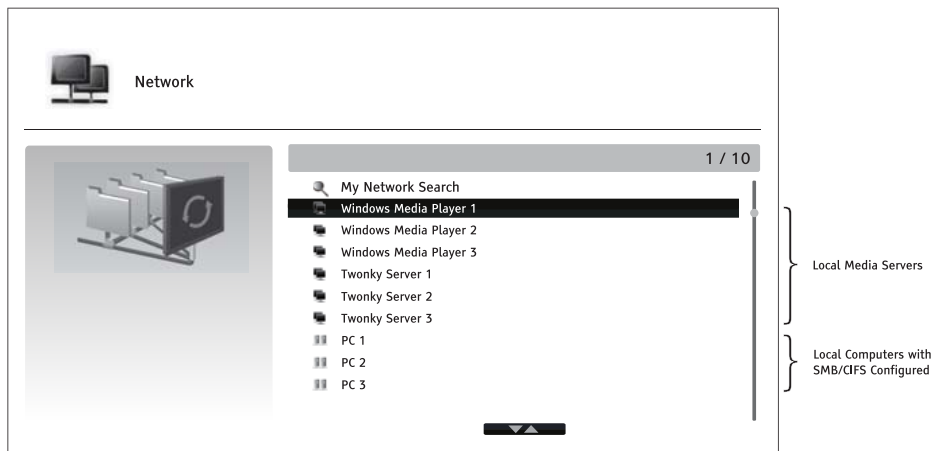 Network
1 / 10
My Network Search
Windows Media Player 1
Windows Media Player 2
Windows Media Player 3
Twonky Server 1
Twonky Server 2
Twonky Server 3
PC 1
PC 2
PC 3
Local Media Servers
Local Computers with
SMB/CIFS Configured